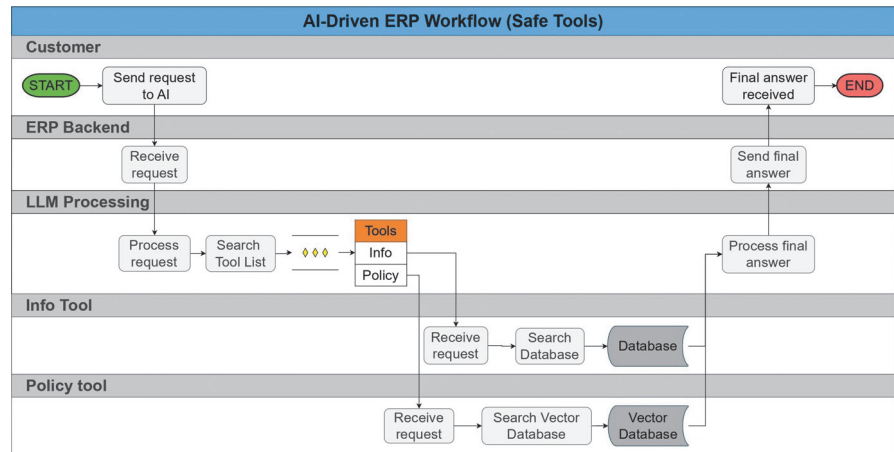 AI-Driven ERP Workflow (Safe Tools)
Customer
START
Send request
to AI
Final answer
received
END
ERP Backend
Receive
request
Send final
answer
LLM Processing
Process
request
Search
Tool List
Tools
Info
Policy
Process final
answer
Info Tool
Receive
request
Search
Database
Database
Policy tool
Receive
request
Search Vector
Database
Vector
Database